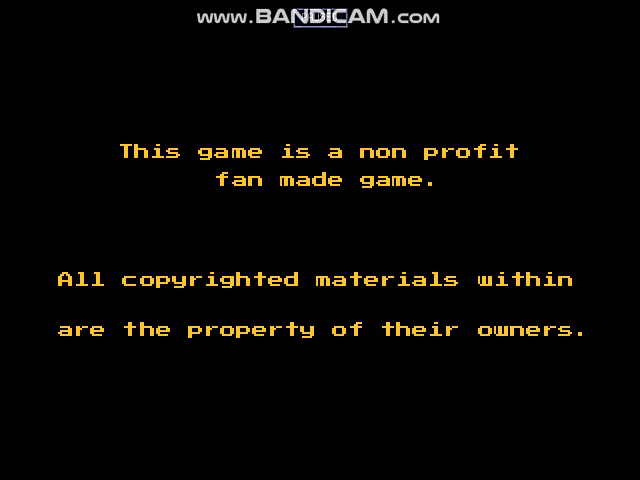 www.BANDICAM.com
This game is a non profit
fan made game.
All copyrighted materials within
are the property of their owners.